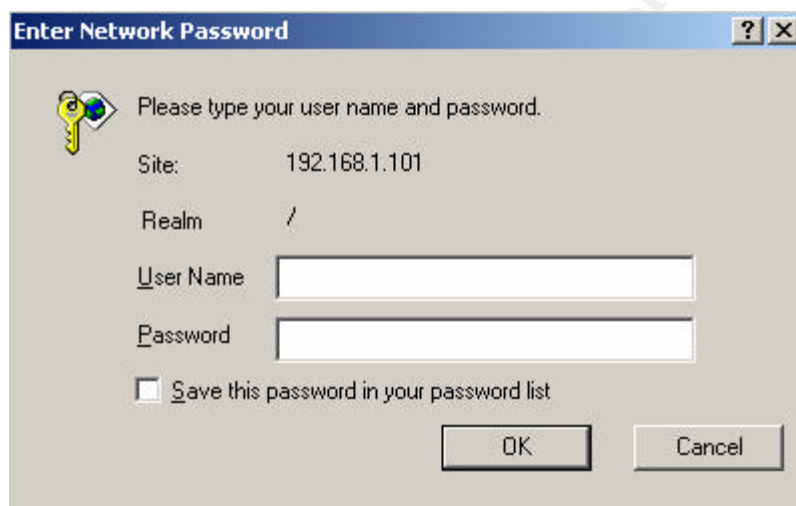 Enter Network Password
Please type your user name and password.
Site: 192.168.1.101
Realm /
User Name
Password
Save this password in your password list
OK Cancel